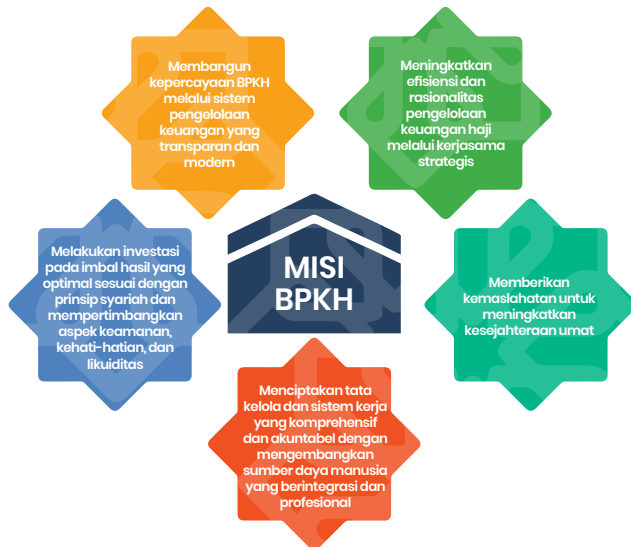 Membangun
kepercayaan BPKH
melalui sistem
pengelolaan
keuangan yang
transparan dan
modern
Meningkatkan
efisiensi dan
rasionalitas
pengelolaan
keuangan haji
melalui kerjasama
strategis
Melakukan investasi
pada imbal hasil yang
optimal sesuai dengan
prinsip syariah dan
mempertimbangkan
aspek keamanan,
kehati-hatian, dan
likuiditas
MISI
BPKH
Memberikan
kemaslahatan untuk
meningkatkan
kesejahteraan umat
Menciptakan tata
kelola dan sistem kerja
yang komprehensif
dan akuntabel dengan
mengembangkan
sumber daya manusia
yang berintegrasi dan
profesional